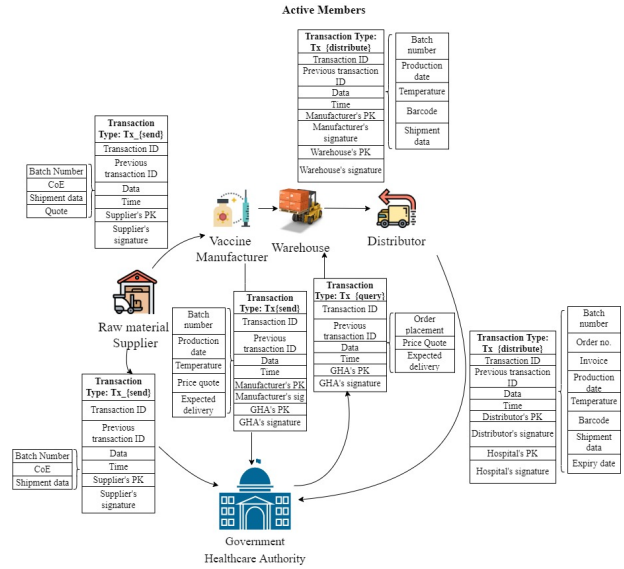 Active Members
Transaction Type:
Tx_{distribute}
Transaction ID
Previous transaction
ID
Data
Time
Manufacturer's PK
Manufacturer's
signature
Warehouse's PK
Warehouse's signature
Batch
number
Production
date
Temperature
Barcode
Shipment
data
Transaction
Type: Tx_{send}
Transaction ID
Previous
transaction ID
Data
Time
Supplier's PK
Supplier's
signature
Batch Number
CoE
Shipment data
Quote
Vaccine
Manufacturer
Warehouse
Distributor
Raw material
Supplier
Batch
number
Production
date
Temperature
Price quote
Expected
delivery
Transaction
Type: Tx{send}
Transaction ID
Previous
transaction ID
Data
Time
Manufacturer's PK
Manufacturer's sig
GHA's PK
GHA's signature
Transaction
Type: Tx_{query}
Transaction ID
Previous
transaction ID
Data
Time
GHA's PK
GHA's signature
Order
placement
Price Quote
Expected
delivery
Transaction Type:
Tx_{distribute}
Transaction ID
Previous transaction
ID
Data
Time
Distributor's PK
Distributor's signature
Hospital's PK
Hospital's signature
Batch
number
Order no.
Invoice
Production
date
Temperature
Barcode
Shipment
data
Expiry date
Transaction
Type: Tx_{send}
Transaction ID
Previous
transaction ID
Data
Time
Supplier's PK
Supplier's
signature
Batch Number
CoE
Shipment data
Government
Healthcare Authority